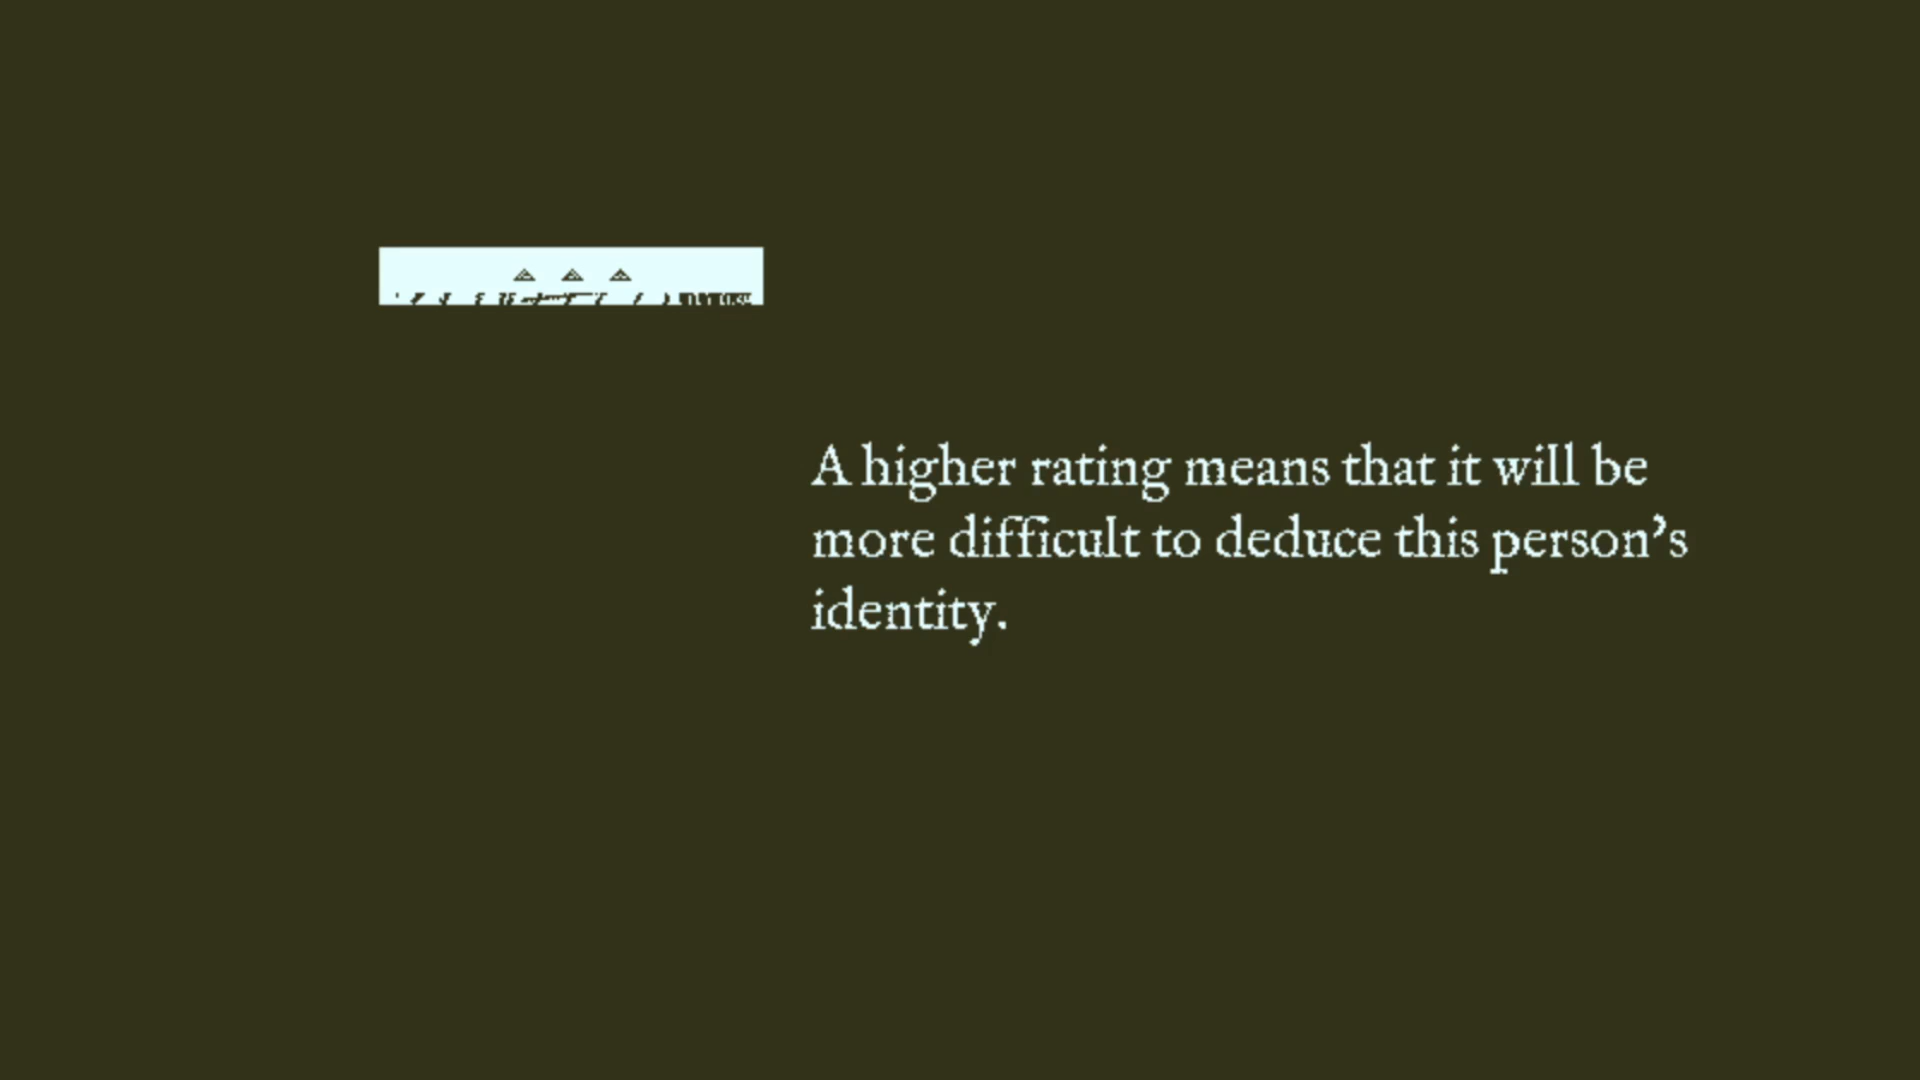 A higher rating means that it will be
more difficult to deduce this person’s
identity.